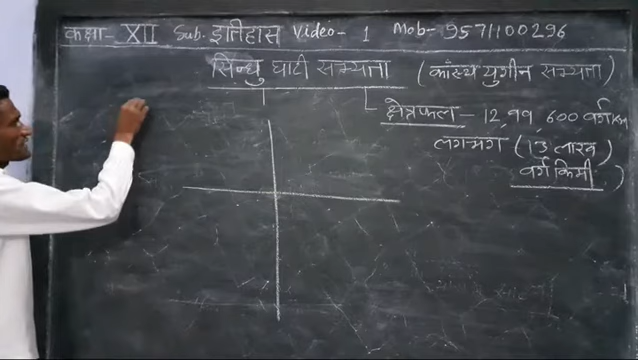 कक्षा- XII Sub. इतिहास Video- 1 Mob- 9571100296
सिन्धु घाटी सभ्यता (काँस्य युगीन सभ्यता)
क्षेत्रफल - 12,99,600 वर्ग Km
लगभग (13 लाख)
वर्ग किमी)